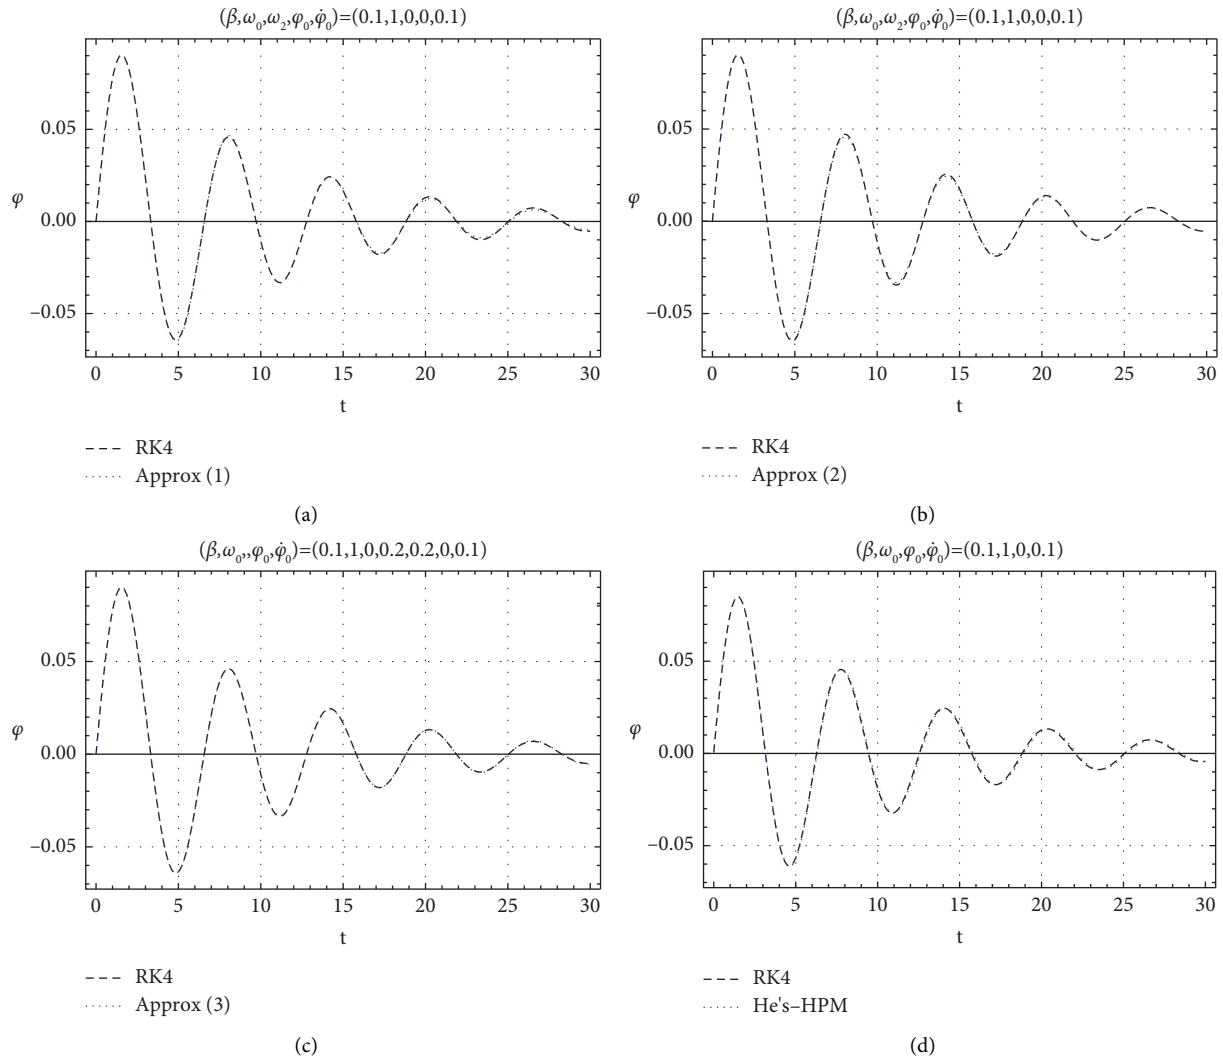 (β,ω₀,ω₂,φ₀,φ̇₀)=(0.1,1,0,0,0.1)
0.05
φ
0.00
−0.05
0 5 10 15 20 25 30
t
RK4
Approx (1)
(a)
(β,ω₀,ω₂,φ₀,φ̇₀)=(0.1,1,0,0,0.1)
0.05
φ
0.00
−0.05
0 5 10 15 20 25 30
t
RK4
Approx (2)
(b)
(β,ω₀,,φ₀,φ̇₀)=(0.1,1,0,0.2,0.2,0,0.1)
0.05
φ
0.00
−0.05
0 5 10 15 20 25 30
t
RK4
Approx (3)
(c)
(β,ω₀,φ₀,φ̇₀)=(0.1,1,0,0.1)
0.05
φ
0.00
−0.05
0 5 10 15 20 25 30
t
RK4
He's–HPM
(d)